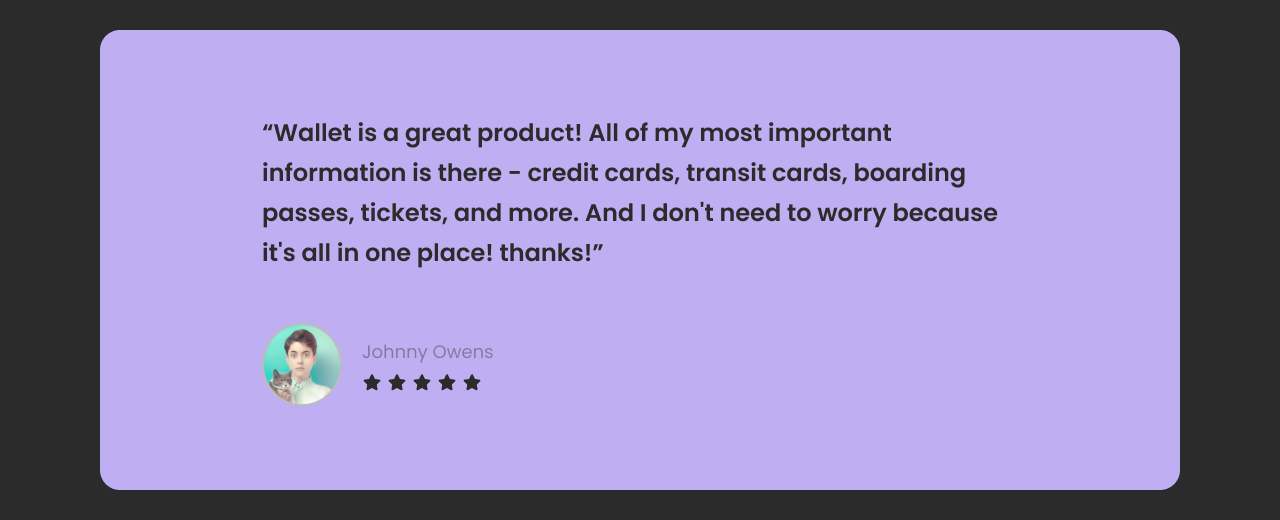 “Wallet is a great product! All of my most important
information is there - credit cards, transit cards, boarding
passes, tickets, and more. And I don't need to worry because
it's all in one place! thanks!”
Johnny Owens